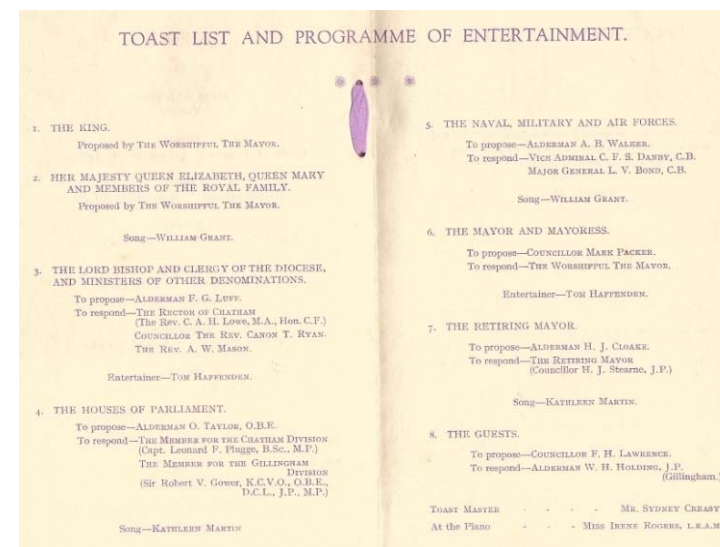 TOAST LIST AND PROGRAMME OF ENTERTAINMENT.
1. THE KING.
Proposed by THE WORSHIPFUL THE MAYOR.
2. HER MAJESTY QUEEN ELIZABETH, QUEEN MARY
AND MEMBERS OF THE ROYAL FAMILY.
Proposed by THE WORSHIPFUL THE MAYOR.
Song—WILLIAM GRANT.
3. THE LORD BISHOP AND CLERGY OF THE DIOCESE,
AND MINISTERS OF OTHER DENOMINATIONS.
To propose—ALDERMAN F. G. LUFF.
To respond—THE RECTOR OF CHATHAM
(The Rev. C. A. H. Lowe, M.A., Hon. C.F.)
COUNCILLOR THE REV. CANON T. RYAN.
THE REV. A. W. MASON.
Entertainer—TOM HAFFENDEN.
4. THE HOUSES OF PARLIAMENT.
To propose—ALDERMAN O. TAYLOR, O.B.E.
To respond—THE MEMBER FOR THE CHATHAM DIVISION
(Capt. Leonard F. Plugge, B.Sc., M.P.)
THE MEMBER FOR THE GILLINGHAM
DIVISION
(Sir Robert V. Gower, K.C.V.O., O.B.E.,
D.C.L., J.P., M.P.)
Song—KATHLEEN MARTIN
5. THE NAVAL, MILITARY AND AIR FORCES.
To propose—ALDERMAN A. B. WALKER.
To respond—VICE ADMIRAL C. F. S. DANBY, C.B.
MAJOR GENERAL L. V. BOND, C.B.
Song—WILLIAM GRANT.
6. THE MAYOR AND MAYORESS.
To propose—COUNCILLOR MARK PACKER.
To respond—THE WORSHIPFUL THE MAYOR.
Entertainer—TOM HAFFENDEN.
7. THE RETIRING MAYOR.
To propose—ALDERMAN H. J. CLOAKE.
To respond—THE RETIRING MAYOR
(Councillor H. J. Stearne, J.P.)
Song—KATHLEEN MARTIN.
8. THE GUESTS.
To propose—COUNCILLOR F. H. LAWRENCE.
To respond—ALDERMAN W. H. HOLDING, J.P.
(Gillingham.)
TOAST MASTER - - - MR. SYDNEY CREASY
At the Piano - - - MISS IRENE ROGERS, L.R.A.M